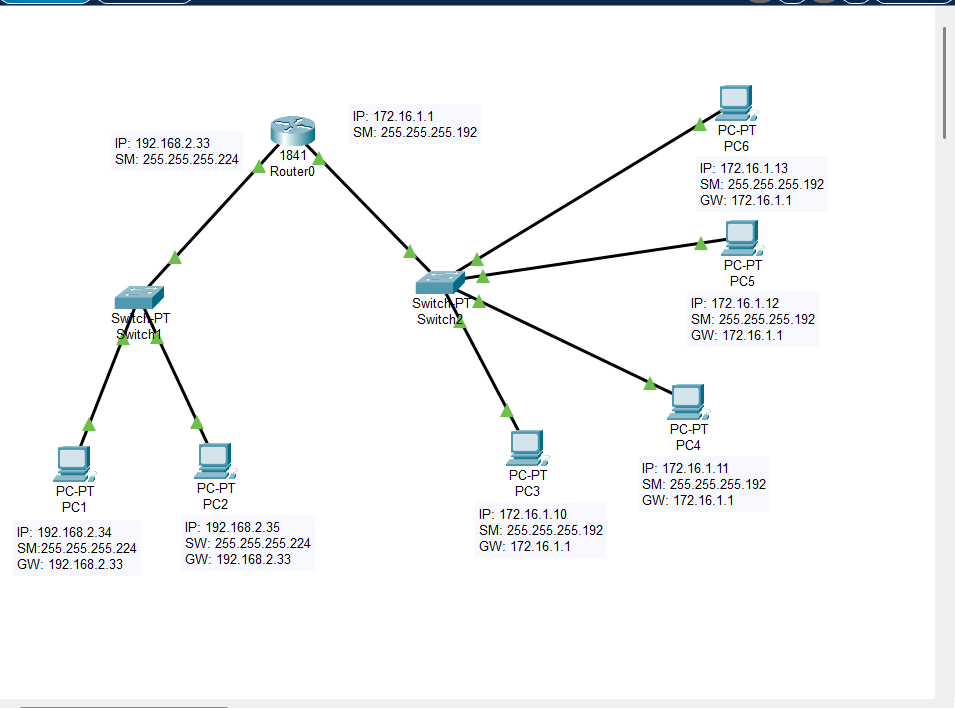 IP: 192.168.2.33
SM: 255.255.255.224
1841
Router0
IP: 172.16.1.1
SM: 255.255.255.192
PC-PT
PC6
IP: 172.16.1.13
SM: 255.255.255.192
GW: 172.16.1.1
PC-PT
PC5
IP: 172.16.1.12
SM: 255.255.255.192
GW: 172.16.1.1
Switch-PT
Switch1
Switch-PT
Switch2
PC-PT
PC4
IP: 172.16.1.11
SM: 255.255.255.192
GW: 172.16.1.1
PC-PT
PC1
IP: 192.168.2.34
SM:255.255.255.224
GW: 192.168.2.33
PC-PT
PC2
IP: 192.168.2.35
SW: 255.255.255.224
GW: 192.168.2.33
PC-PT
PC3
IP: 172.16.1.10
SM: 255.255.255.192
GW: 172.16.1.1